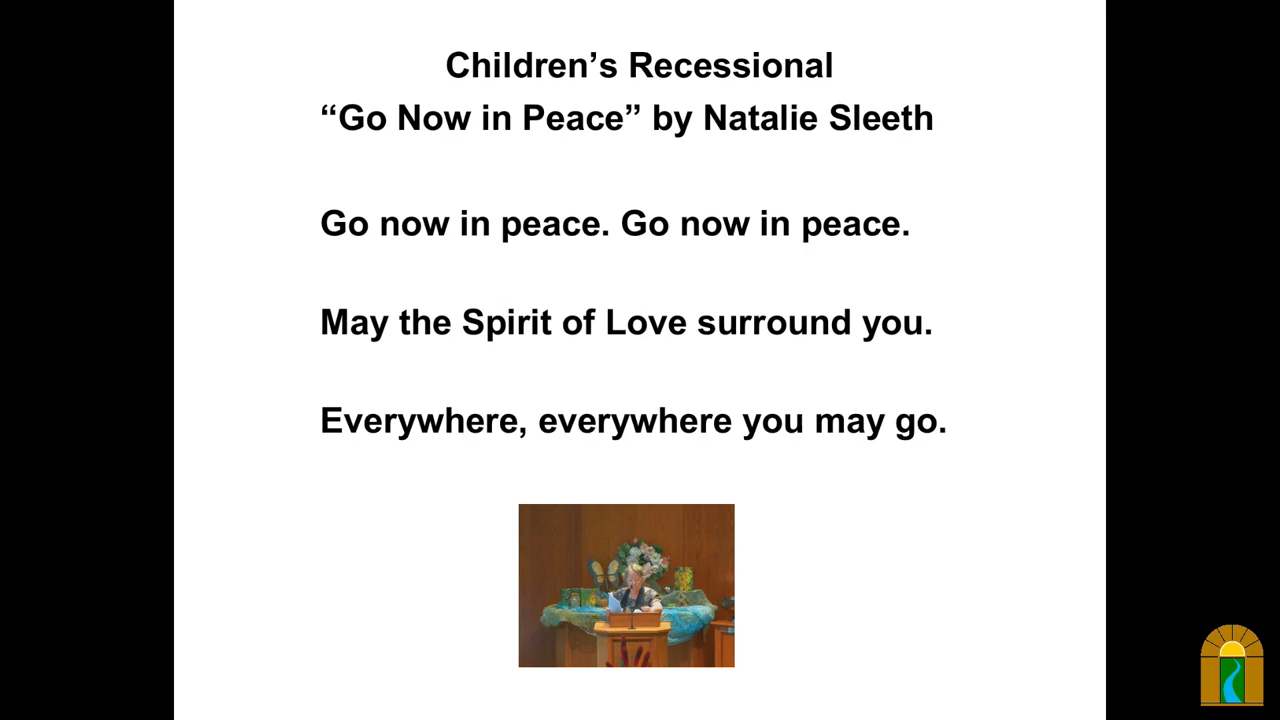 Children’s Recessional
“Go Now in Peace” by Natalie Sleeth
Go now in peace. Go now in peace.
May the Spirit of Love surround you.
Everywhere, everywhere you may go.